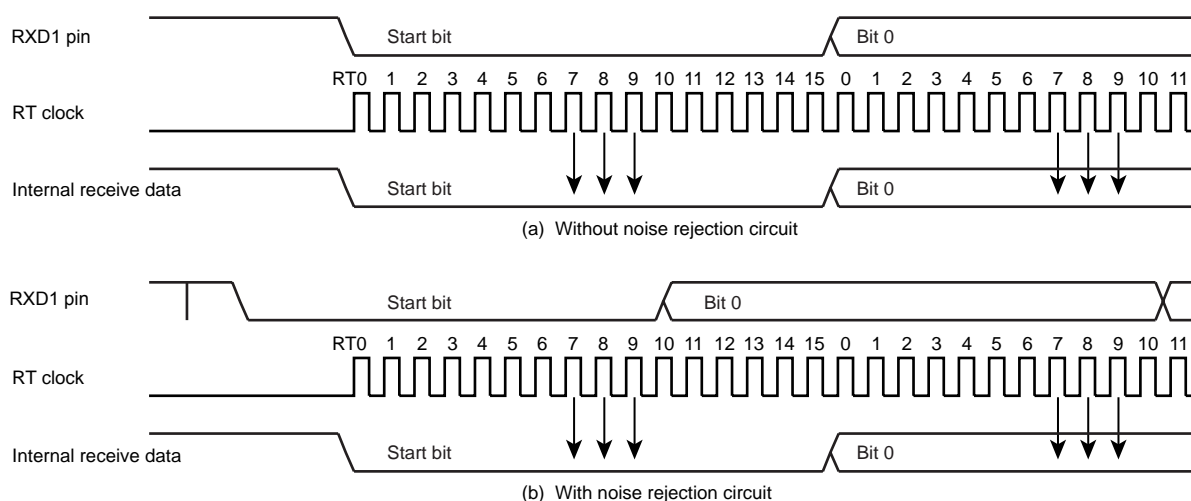 RXD1 pin Start bit Bit 0
RT0 1 2 3 4 5 6 7 8 9 10 11 12 13 14 15 0 1 2 3 4 5 6 7 8 9 10 11
RT clock
Internal receive data Start bit Bit 0
(a) Without noise rejection circuit
RXD1 pin Start bit Bit 0
RT0 1 2 3 4 5 6 7 8 9 10 11 12 13 14 15 0 1 2 3 4 5 6 7 8 9 10 11
RT clock
Internal receive data Start bit Bit 0
(b) With noise rejection circuit